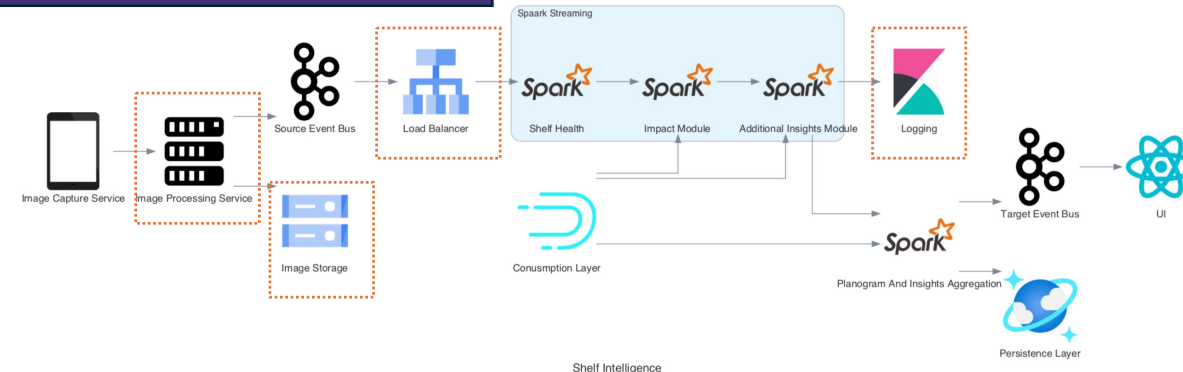 Spaark Streaming
Spark
Spark
Spark
Source Event Bus
Load Balancer
Shelf Health
Impact Module
Additional Insights Module
Logging
Image Capture Service
Image Processing Service
Target Event Bus
UI
Spark
Image Storage
Conusmption Layer
Planogram And Insights Aggregation
Persistence Layer
Shelf Intelligence